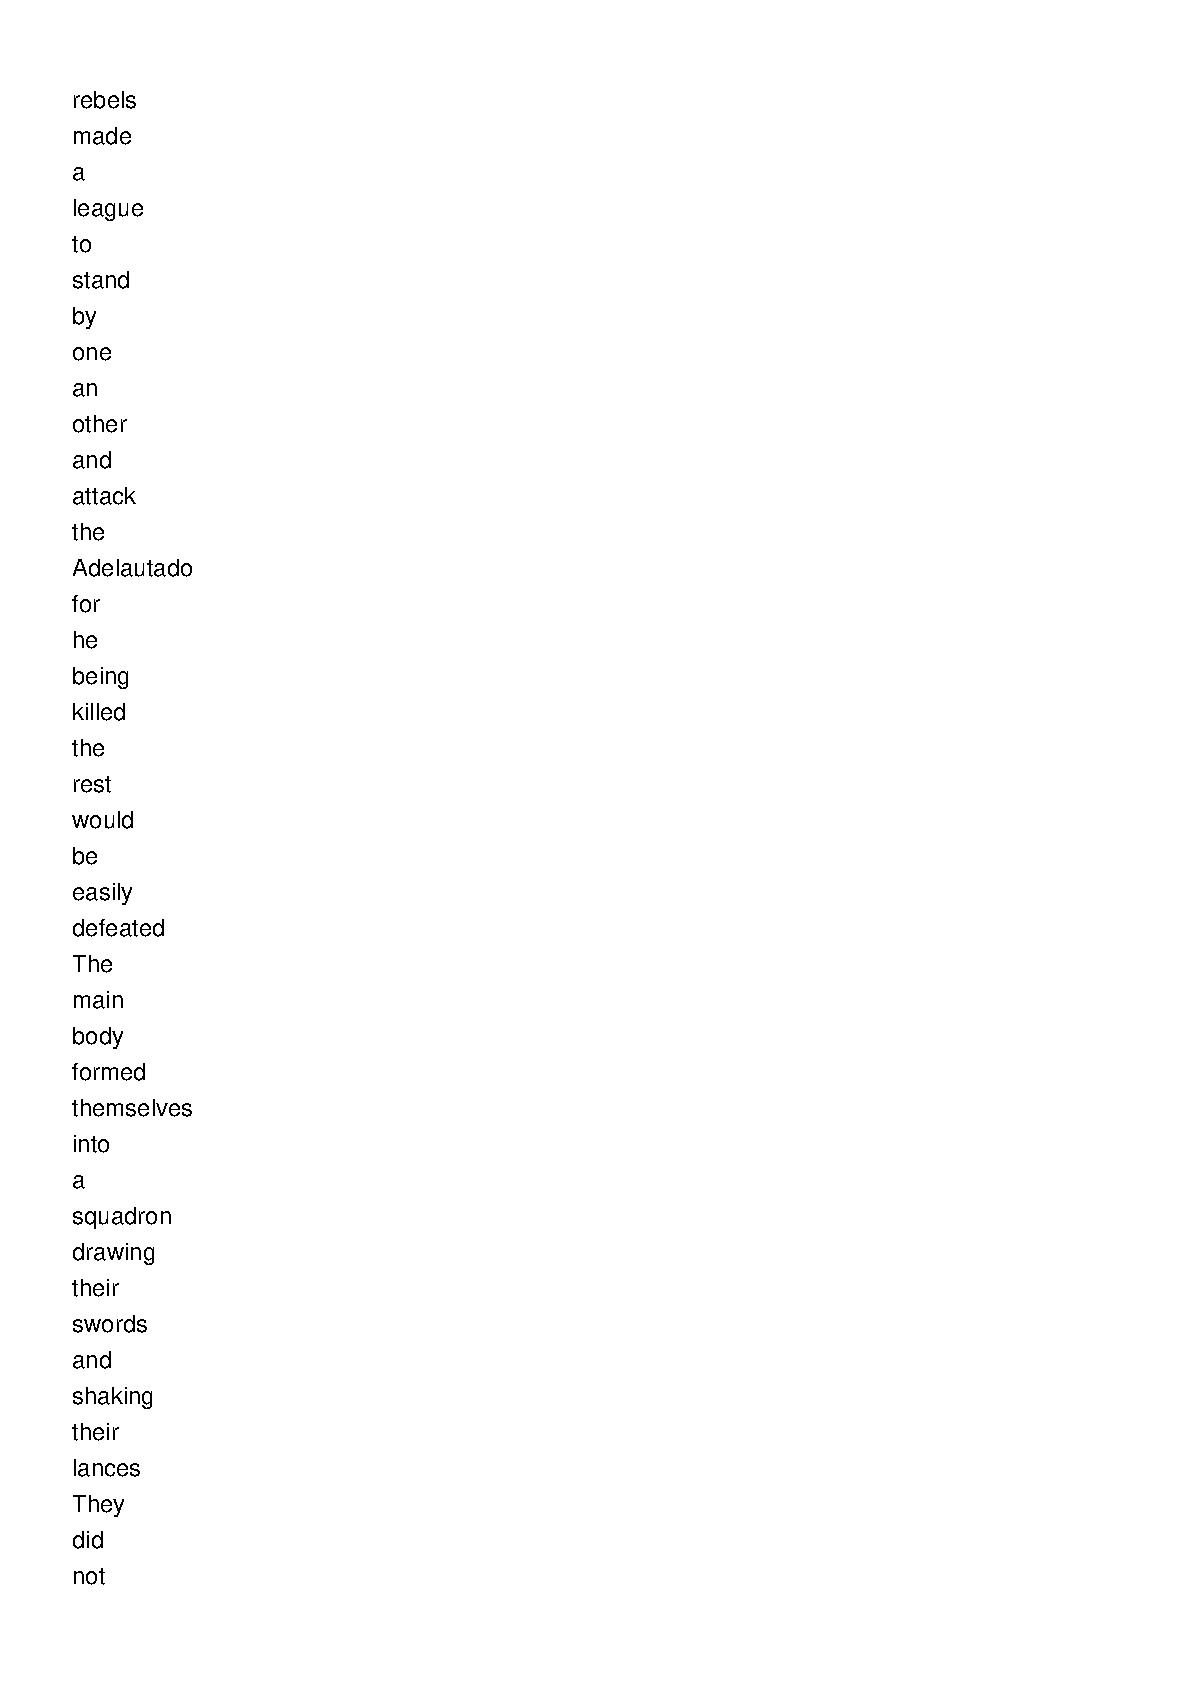 rebels
made
a
league
to
stand
by
one
an
other
and
attack
the
Adelautado
for
he
being
killed
the
rest
would
be
easily
defeated
The
main
body
formed
themselves
into
a
squadron
drawing
their
swords
and
shaking
their
lances
They
did
not